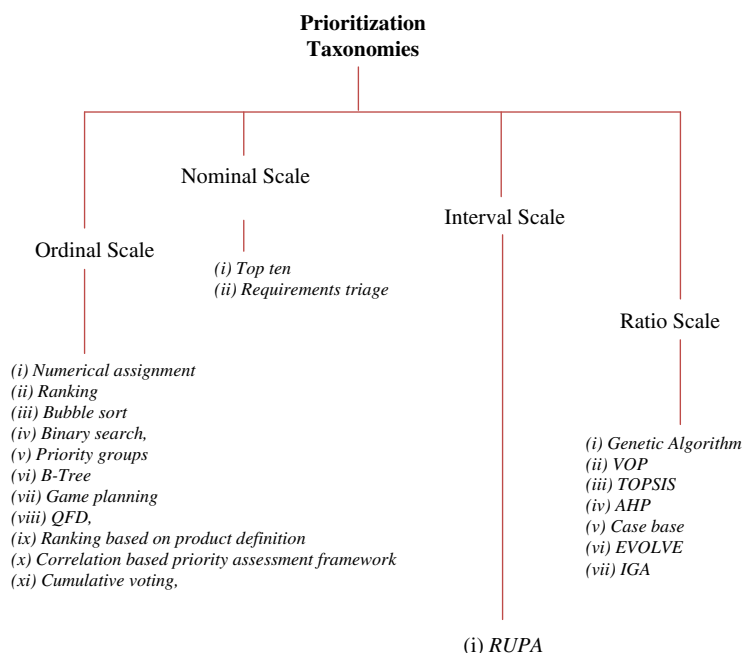 Prioritization
Taxonomies
Nominal Scale
Interval Scale
Ordinal Scale
(i) Top ten
(ii) Requirements triage
Ratio Scale
(i) Numerical assignment
(ii) Ranking
(iii) Bubble sort
(iv) Binary search,
(v) Priority groups
(vi) B-Tree
(vii) Game planning
(viii) QFD,
(ix) Ranking based on product definition
(x) Correlation based priority assessment framework
(xi) Cumulative voting,
(i) Genetic Algorithm
(ii) VOP
(iii) TOPSIS
(iv) AHP
(v) Case base
(vi) EVOLVE
(vii) IGA
(i) RUPA